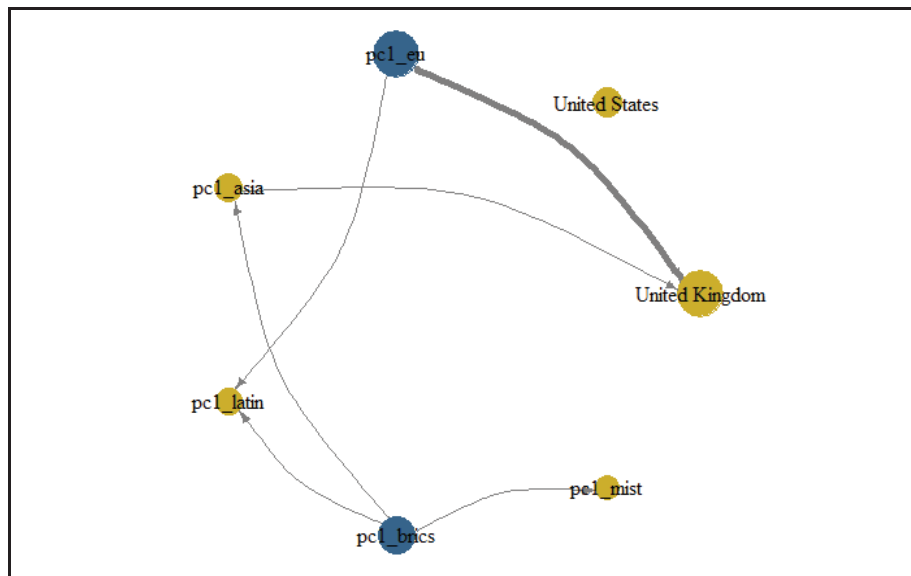 pc1_eu
United States
pc1_asia
United Kingdom
pc1_latin
pc1_mist
pc1_brics